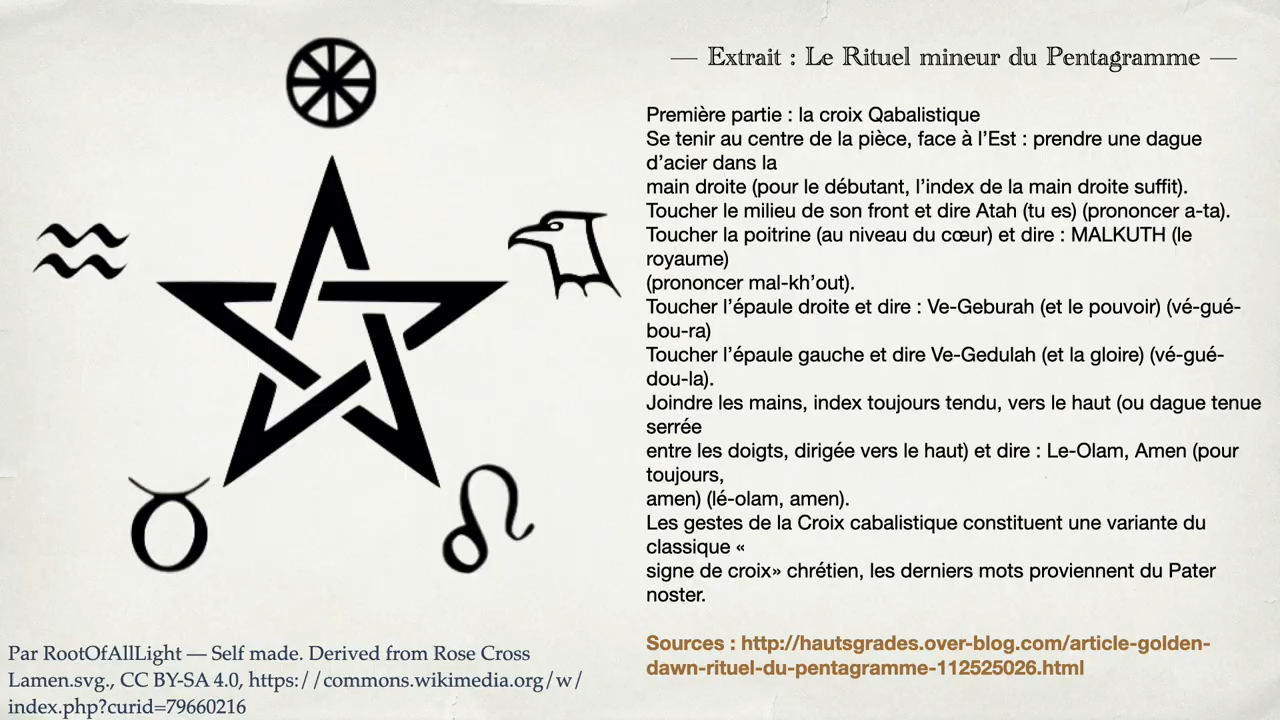 — Extrait : Le Rituel mineur du Pentagramme —
Première partie : la croix Qabalistique
Se tenir au centre de la pièce, face à l’Est : prendre une dague
d’acier dans la
main droite (pour le débutant, l’index de la main droite suffit).
Toucher le milieu de son front et dire Atah (tu es) (prononcer a-ta).
Toucher la poitrine (au niveau du cœur) et dire : MALKUTH (le
royaume)
(prononcer mal-kh’out).
Toucher l’épaule droite et dire : Ve-Geburah (et le pouvoir) (vé-gué-
bou-ra)
Toucher l’épaule gauche et dire Ve-Gedulah (et la gloire) (vé-gué-
dou-la).
Joindre les mains, index toujours tendu, vers le haut (ou dague tenue
serrée
entre les doigts, dirigée vers le haut) et dire : Le-Olam, Amen (pour
toujours,
amen) (lé-olam, amen).
Les gestes de la Croix cabalistique constituent une variante du
classique «
signe de croix» chrétien, les derniers mots proviennent du Pater
noster.
Sources : http://hautsgrades.over-blog.com/article-golden-
dawn-rituel-du-pentagramme-112525026.html
Par RootOfAllLight — Self made. Derived from Rose Cross
Lamen.svg., CC BY-SA 4.0, https://commons.wikimedia.org/w/
index.php?curid=79660216